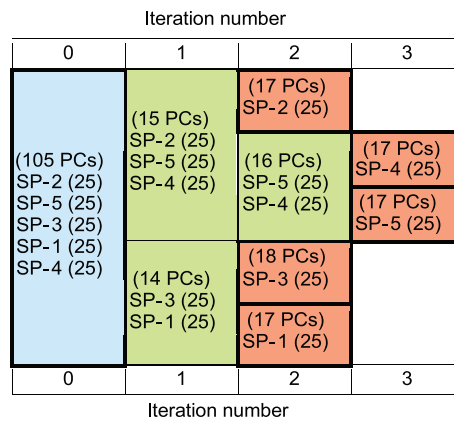 Iteration number
0 1 2 3
(105 PCs)
SP-2 (25)
SP-5 (25)
SP-3 (25)
SP-1 (25)
SP-4 (25)
(15 PCs)
SP-2 (25)
SP-5 (25)
SP-4 (25)
(14 PCs)
SP-3 (25)
SP-1 (25)
(17 PCs)
SP-2 (25)
(16 PCs)
SP-5 (25)
SP-4 (25)
(18 PCs)
SP-3 (25)
(17 PCs)
SP-1 (25)
(17 PCs)
SP-4 (25)
(17 PCs)
SP-5 (25)
0 1 2 3
Iteration number